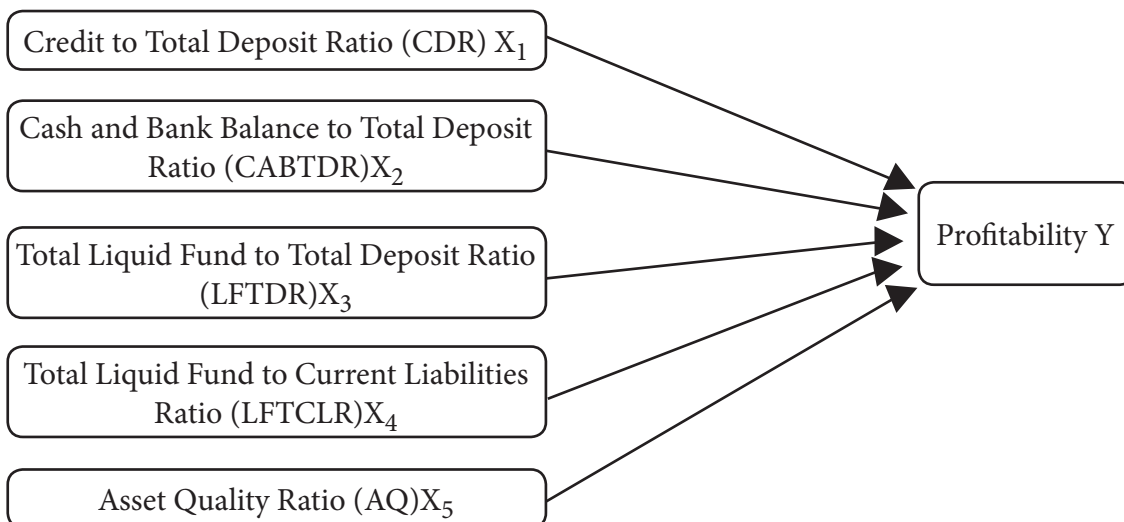 Credit to Total Deposit Ratio (CDR) X₁
Cash and Bank Balance to Total Deposit
Ratio (CABTDR)X₂
Total Liquid Fund to Total Deposit Ratio
(LFTDR)X₃
Total Liquid Fund to Current Liabilities
Ratio (LFTCLR)X₄
Asset Quality Ratio (AQ)X₅
Profitability Y